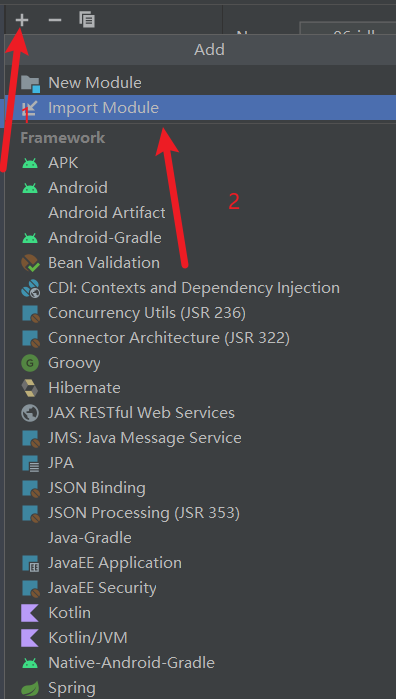 Add
New Module
1
Import Module
Framework
APK
Android
2
Android Artifact
Android-Gradle
Bean Validation
CDI: Contexts and Dependency Injection
Concurrency Utils (JSR 236)
Connector Architecture (JSR 322)
Groovy
Hibernate
JAX RESTful Web Services
JMS: Java Message Service
JPA
JSON Binding
JSON Processing (JSR 353)
Java-Gradle
JavaEE Application
JavaEE Security
Kotlin
Kotlin/JVM
Native-Android-Gradle
Spring